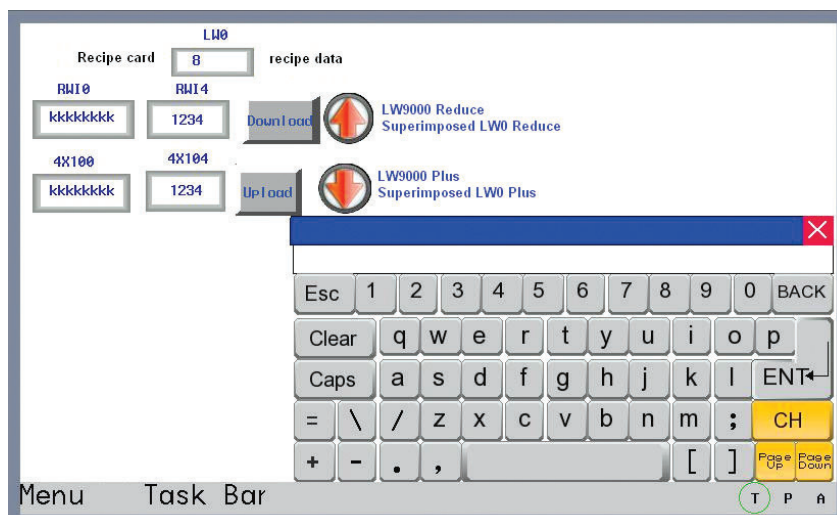 LW0
Recipe card 8 recipe data
RWI0 RWI4
kkkkkkkk 1234 Download LW9000 Reduce
Superimposed LW0 Reduce
4X100 4X104
kkkkkkkk 1234 Upload LW9000 Plus
Superimposed LW0 Plus
Esc 1 2 3 4 5 6 7 8 9 0 BACK
Clear q w e r t y u i o p
Caps a s d f g h j k l ENT
= \ / z x c v b n m ; CH
+ - . , [ ] Page Up Page Down
Menu Task Bar T P A